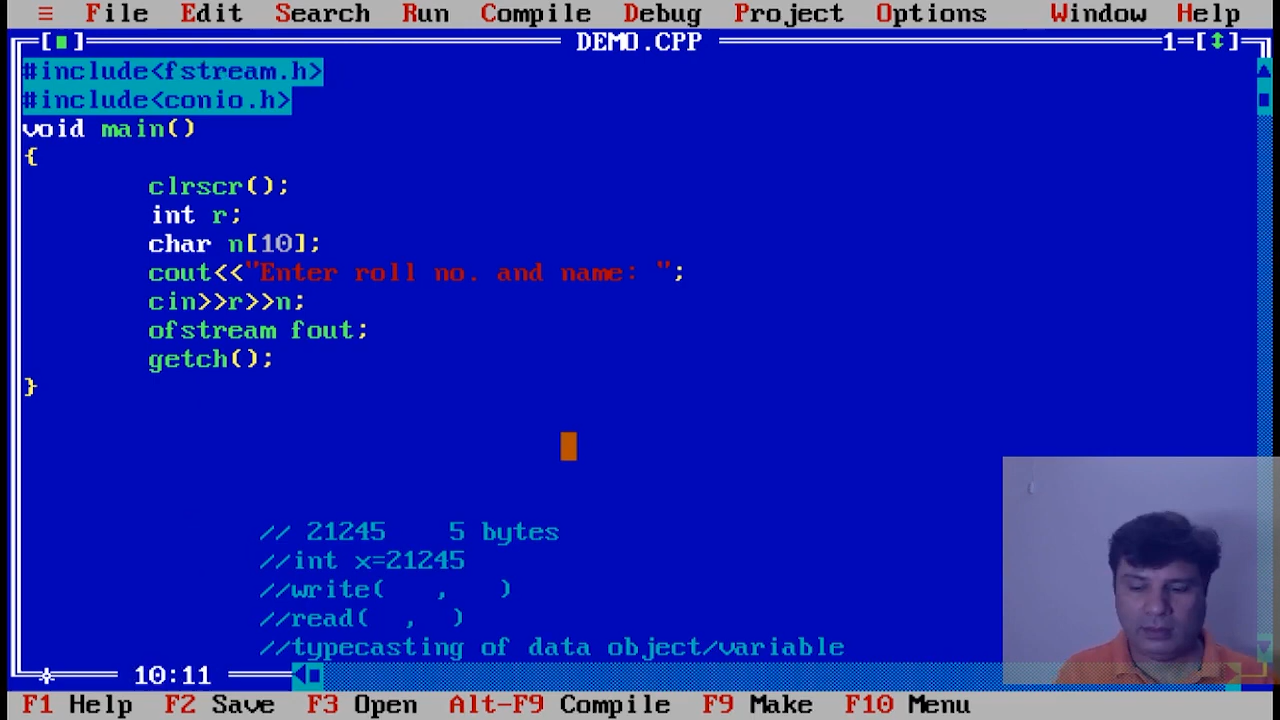 ≡ File Edit Search Run Compile Debug Project Options Window Help
[■] DEMO.CPP 1=[↕]
#include<fstream.h>
#include<conio.h>
void main()
{
clrscr();
int r;
char n[10];
cout<<"Enter roll no. and name: ";
cin>>r>>n;
ofstream fout;
getch();
}
// 21245 5 bytes
//int x=21245
//write( , )
//read( , )
//typecasting of data object/variable
10:11
F1 Help F2 Save F3 Open Alt-F9 Compile F9 Make F10 Menu